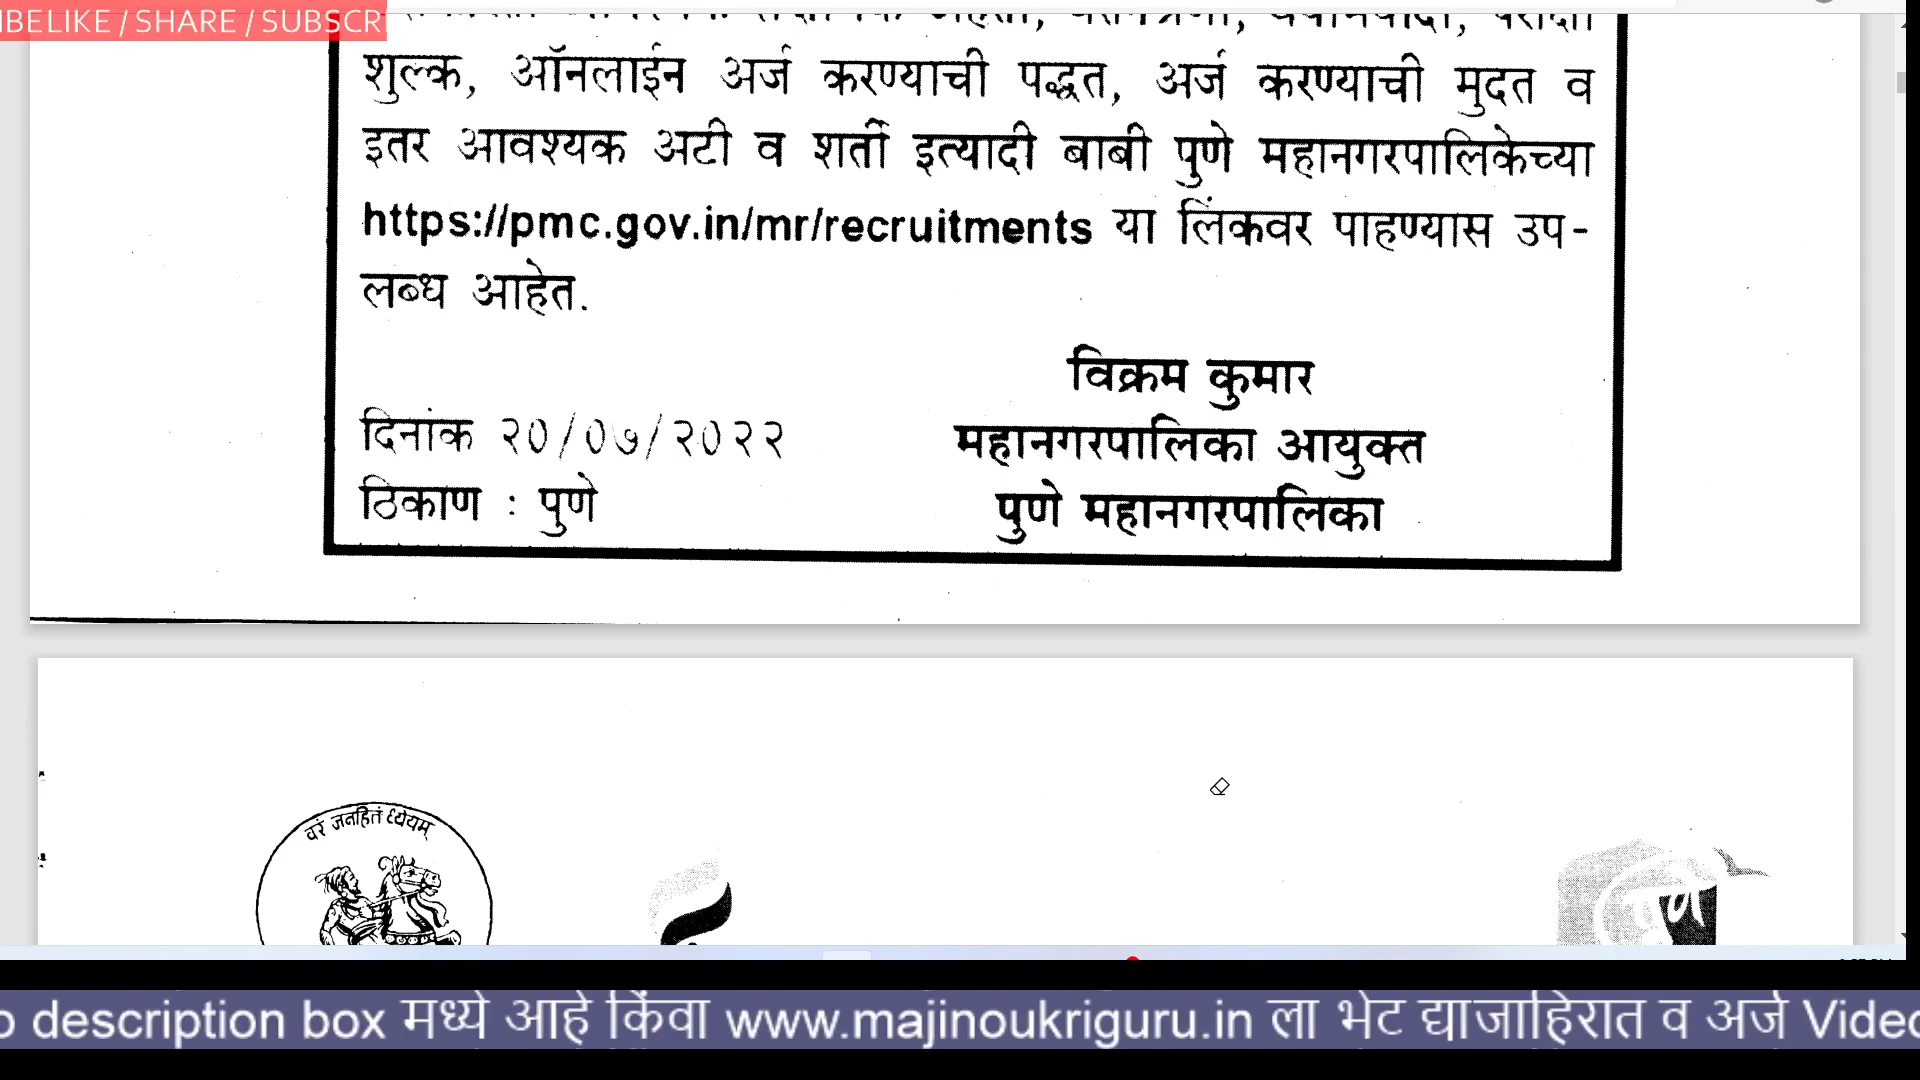 BELIKE / SHARE / SUBSCR
शुल्क, ऑनलाईन अर्ज करण्याची पद्धत, अर्ज करण्याची मुदत व
इतर आवश्यक अटी व शर्ती इत्यादी बाबी पुणे महानगरपालिकेच्या
https://pmc.gov.in/mr/recruitments या लिंकवर पाहण्यास उप-
लब्ध आहेत.
विक्रम कुमार
दिनांक २०/०७/२०२२
महानगरपालिका आयुक्त
ठिकाण : पुणे
पुणे महानगरपालिका
वरं जनहितं ध्येयम्
description box मध्ये आहे किंवा www.majinoukriguru.in ला भेट द्याजाहिरात व अर्ज Video